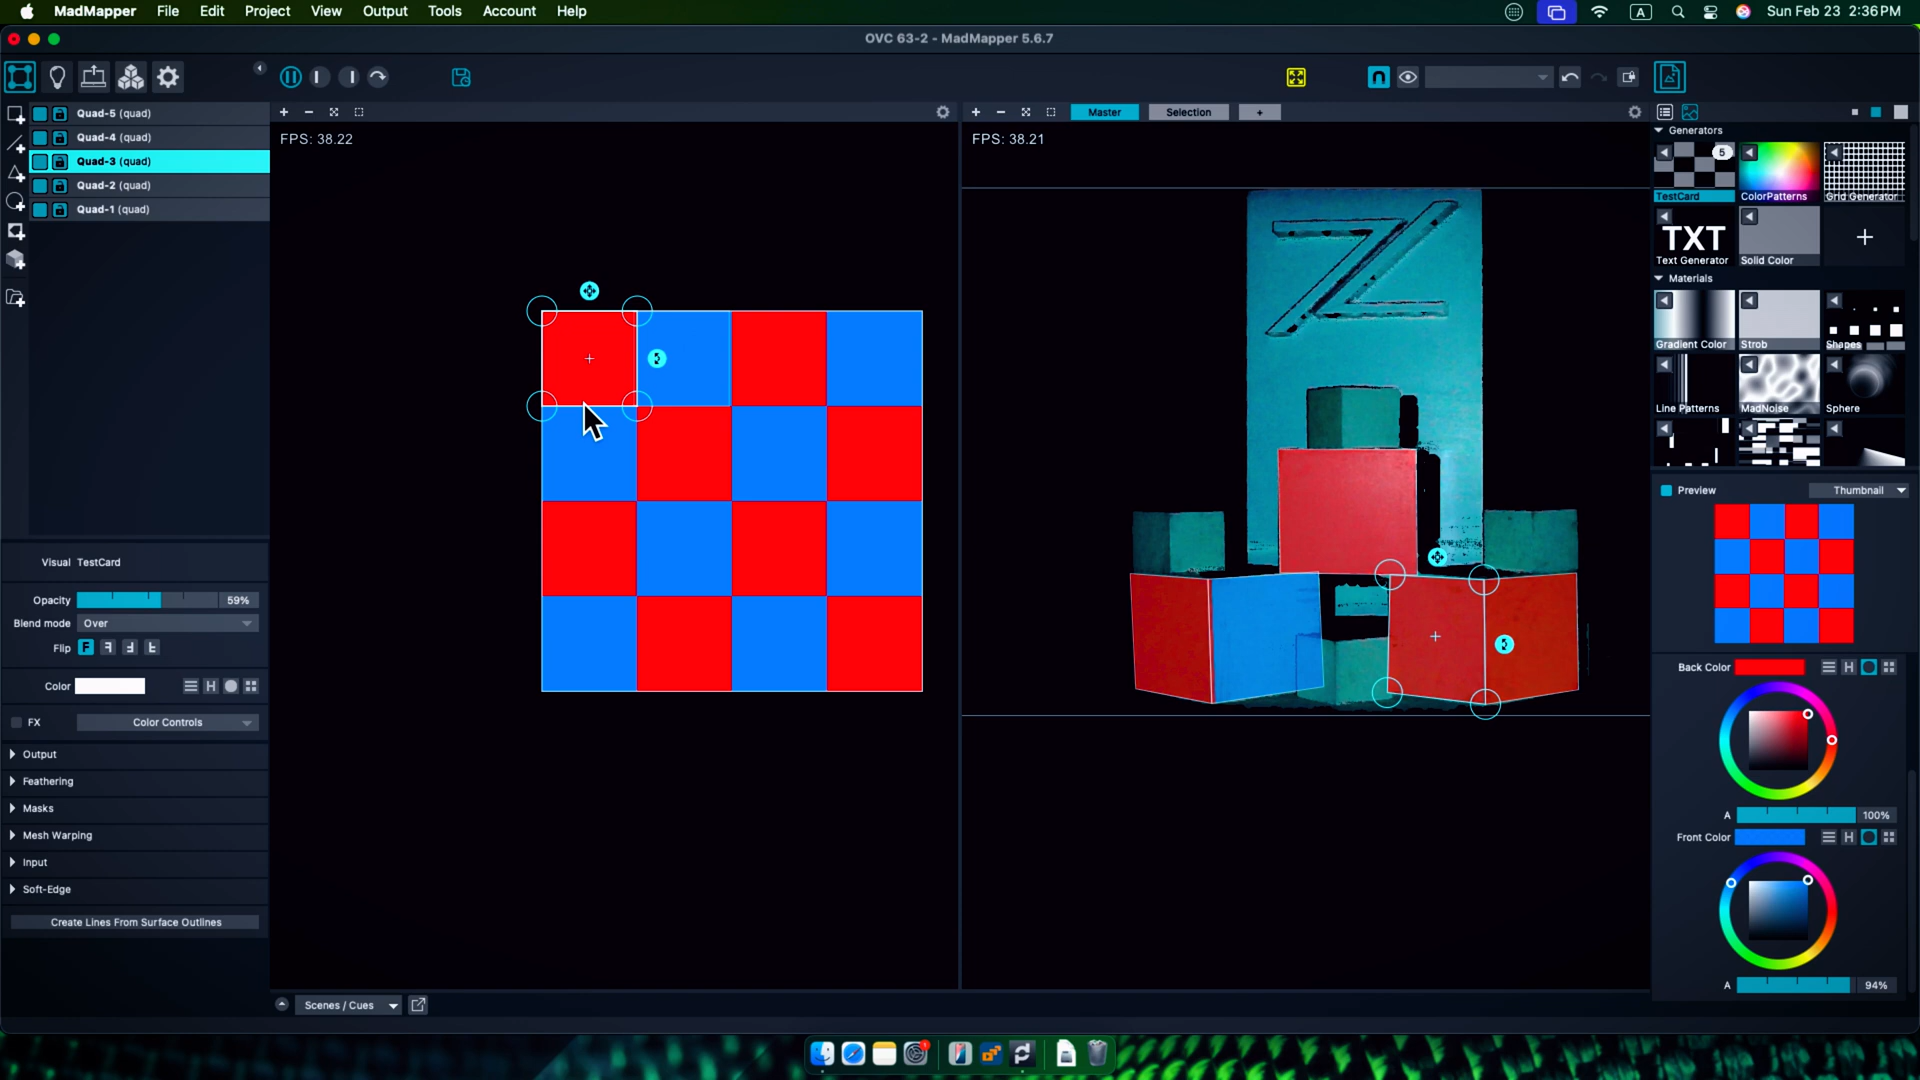 MadMapper File Edit Project View Output Tools Account Help
A Sun Feb 23 2:36PM
OVC 63-2 - MadMapper 5.6.7
Quad-5 (quad)
Quad-4 (quad)
Quad-3 (quad)
Quad-2 (quad)
Quad-1 (quad)
Visual TestCard
Opacity 59%
Blend mode Over
Flip F
Color H
FX Color Controls
Output
Feathering
Masks
Mesh Warping
Input
Soft-Edge
Create Lines From Surface Outlines
FPS: 38.22
Scenes / Cues
Master Selection +
FPS: 38.21
Z
Generators
5
TestCard ColorPatterns Grid Generator
TXT
Text Generator Solid Color
Materials
Gradient Color Strob Shapes
Line Patterns MadNoise Sphere
Preview Thumbnail
Back Color H
A 100%
Front Color H
A 94%